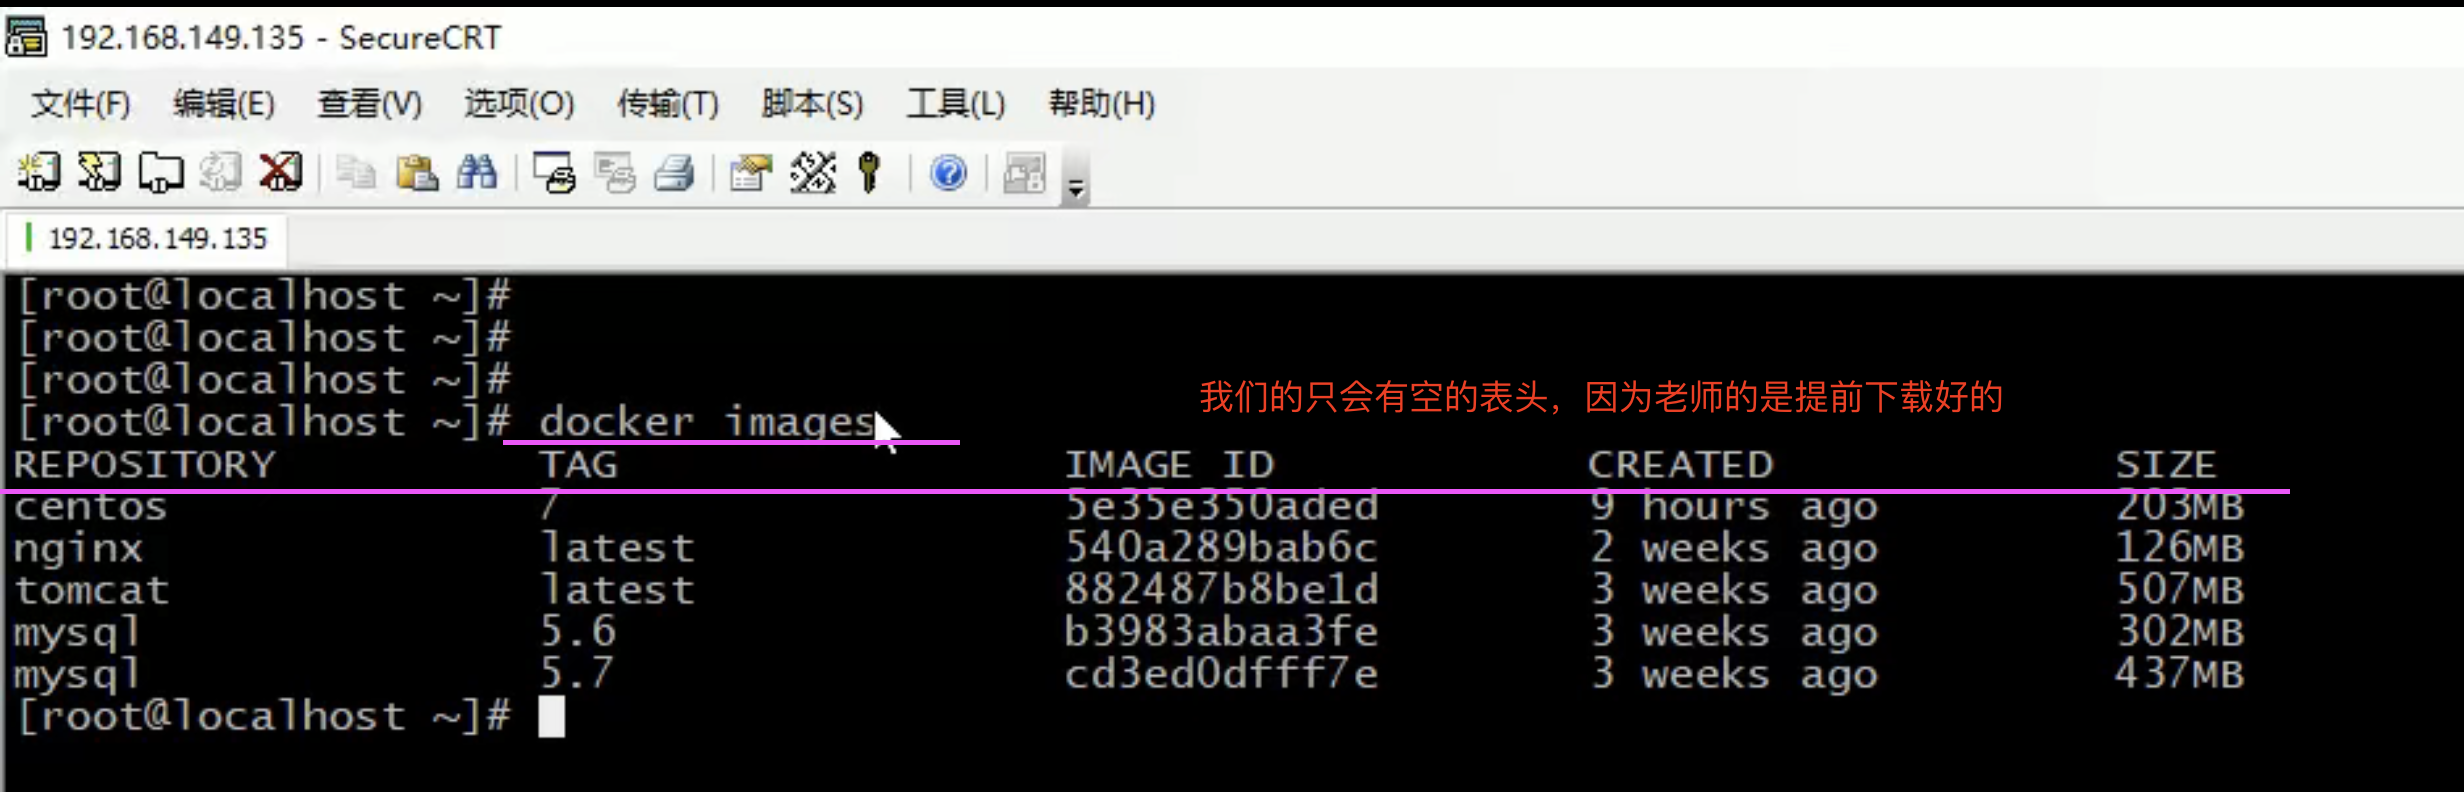 192.168.149.135 - SecureCRT
文件(F) 编辑(E) 查看(V) 选项(O) 传输(T) 脚本(S) 工具(L) 帮助(H)
192.168.149.135
[root@localhost ~]#
[root@localhost ~]#
[root@localhost ~]#
我们的只会有空的表头，因为老师的是提前下载好的
[root@localhost ~]# docker images
REPOSITORY TAG IMAGE ID CREATED SIZE
centos 7 5e35e350aded 9 hours ago 203MB
nginx latest 540a289bab6c 2 weeks ago 126MB
tomcat latest 882487b8be1d 3 weeks ago 507MB
mysql 5.6 b3983abaa3fe 3 weeks ago 302MB
mysql 5.7 cd3ed0dfff7e 3 weeks ago 437MB
[root@localhost ~]#